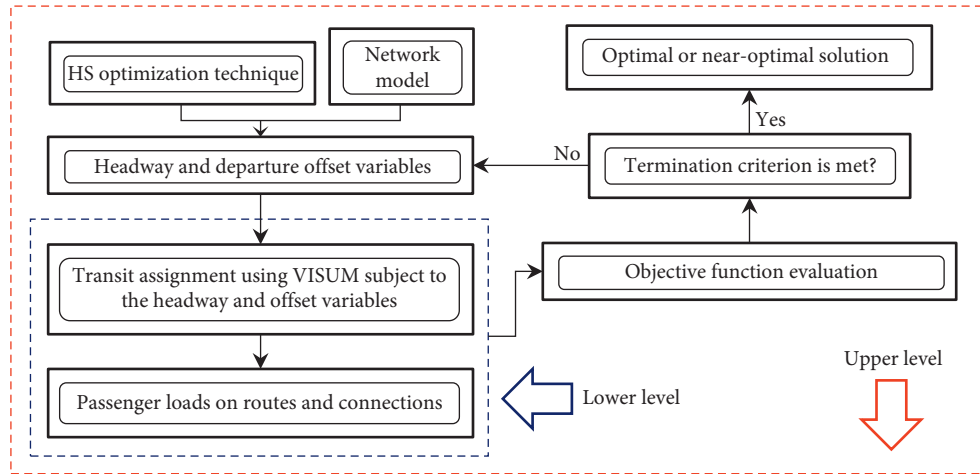 HS optimization technique
Network
model
Optimal or near-optimal solution
Yes
No
Headway and departure offset variables
Termination criterion is met?
Transit assignment using VISUM subject to
the headway and offset variables
Objective function evaluation
Passenger loads on routes and connections
Lower level
Upper level